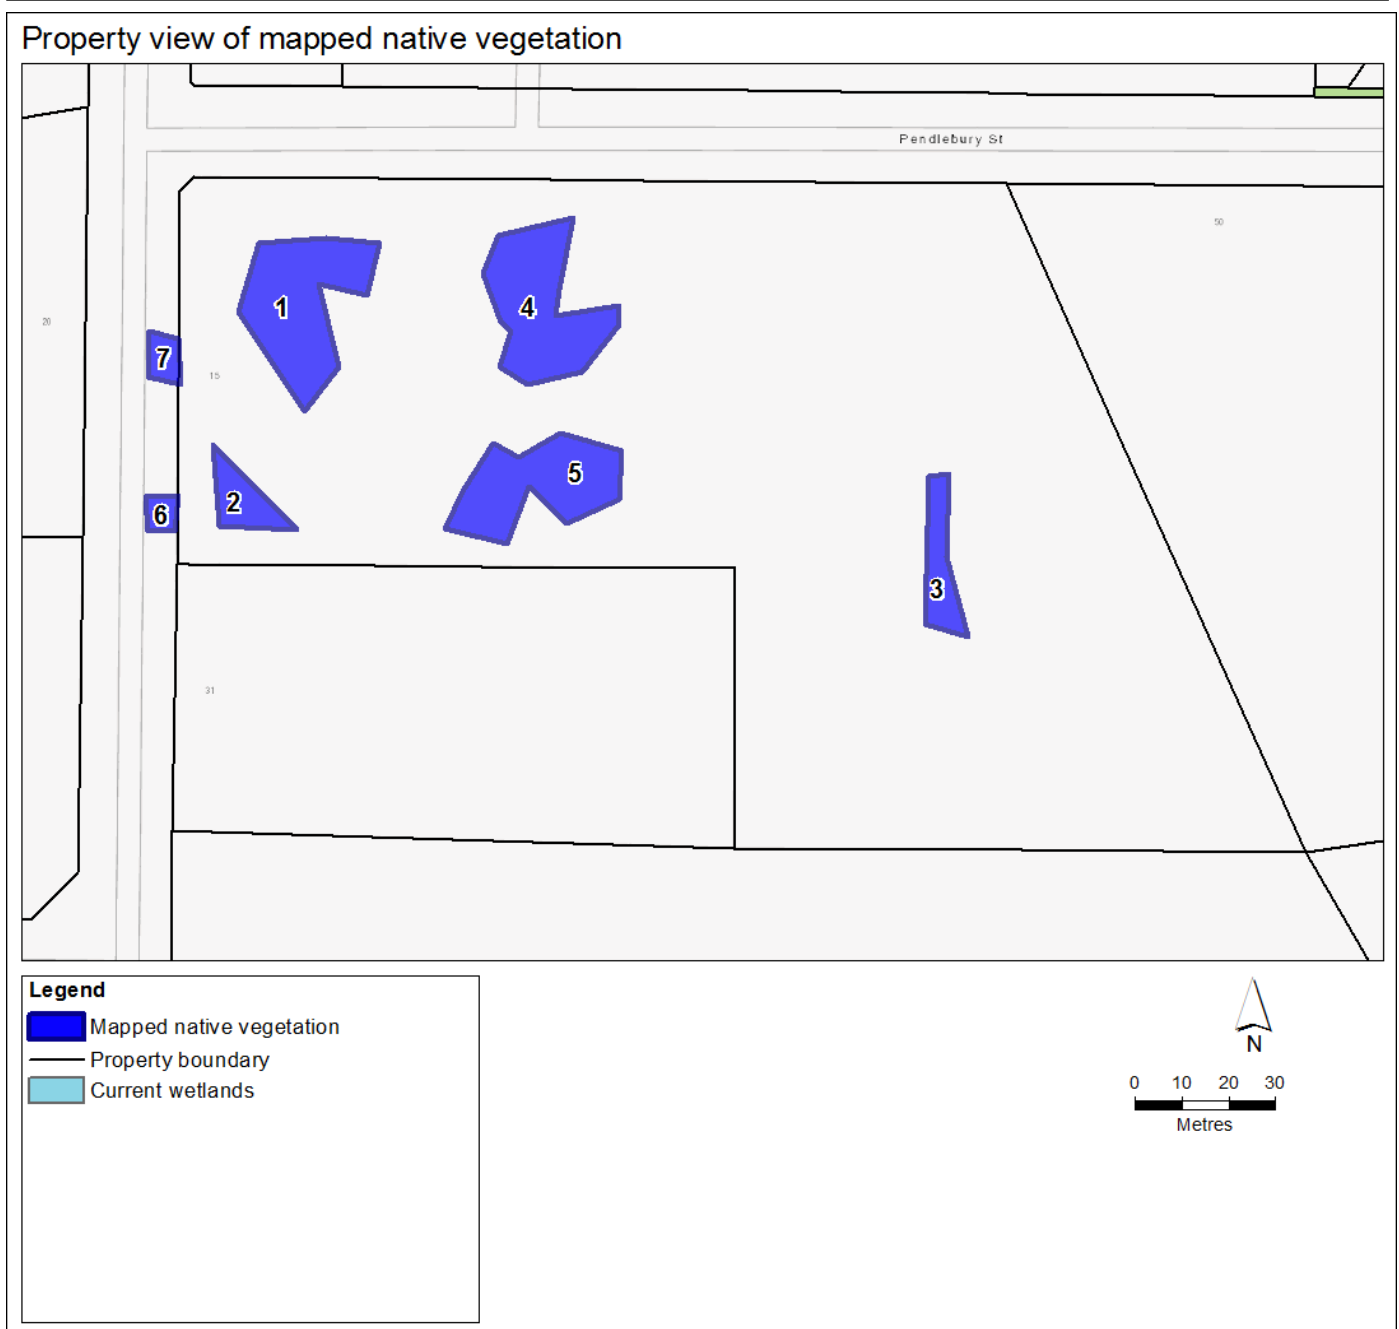 Property view of mapped native vegetation
Pendlebury St
50
1
4
20
7
15
5
2
6
3
31
Legend
Mapped native vegetation
Property boundary
Current wetlands
N
0 10 20 30
Metres